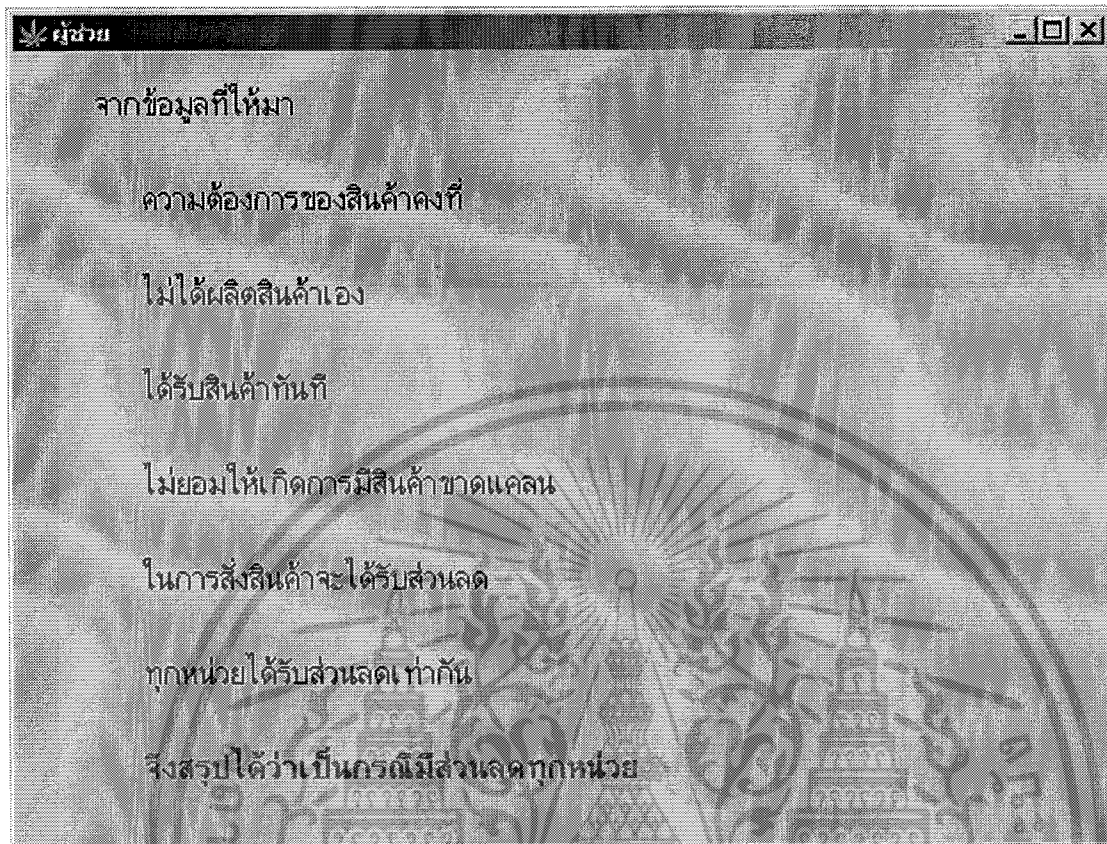 ผู้ช่วย
จากข้อมูลที่ให้มา
ความต้องการของสินค้าคงที่
ไม่ได้ผลิตสินค้าเอง
ได้รับสินค้าทันที
ไม่ยอมให้เกิดการมีสินค้าขาดแคลน
ในการสั่งสินค้าจะได้รับส่วนลด
ทุกหน่วยได้รับส่วนลดเท่ากัน
จึงสรุปได้ว่าเป็นกรณีมีส่วนลดทุกหน่วย